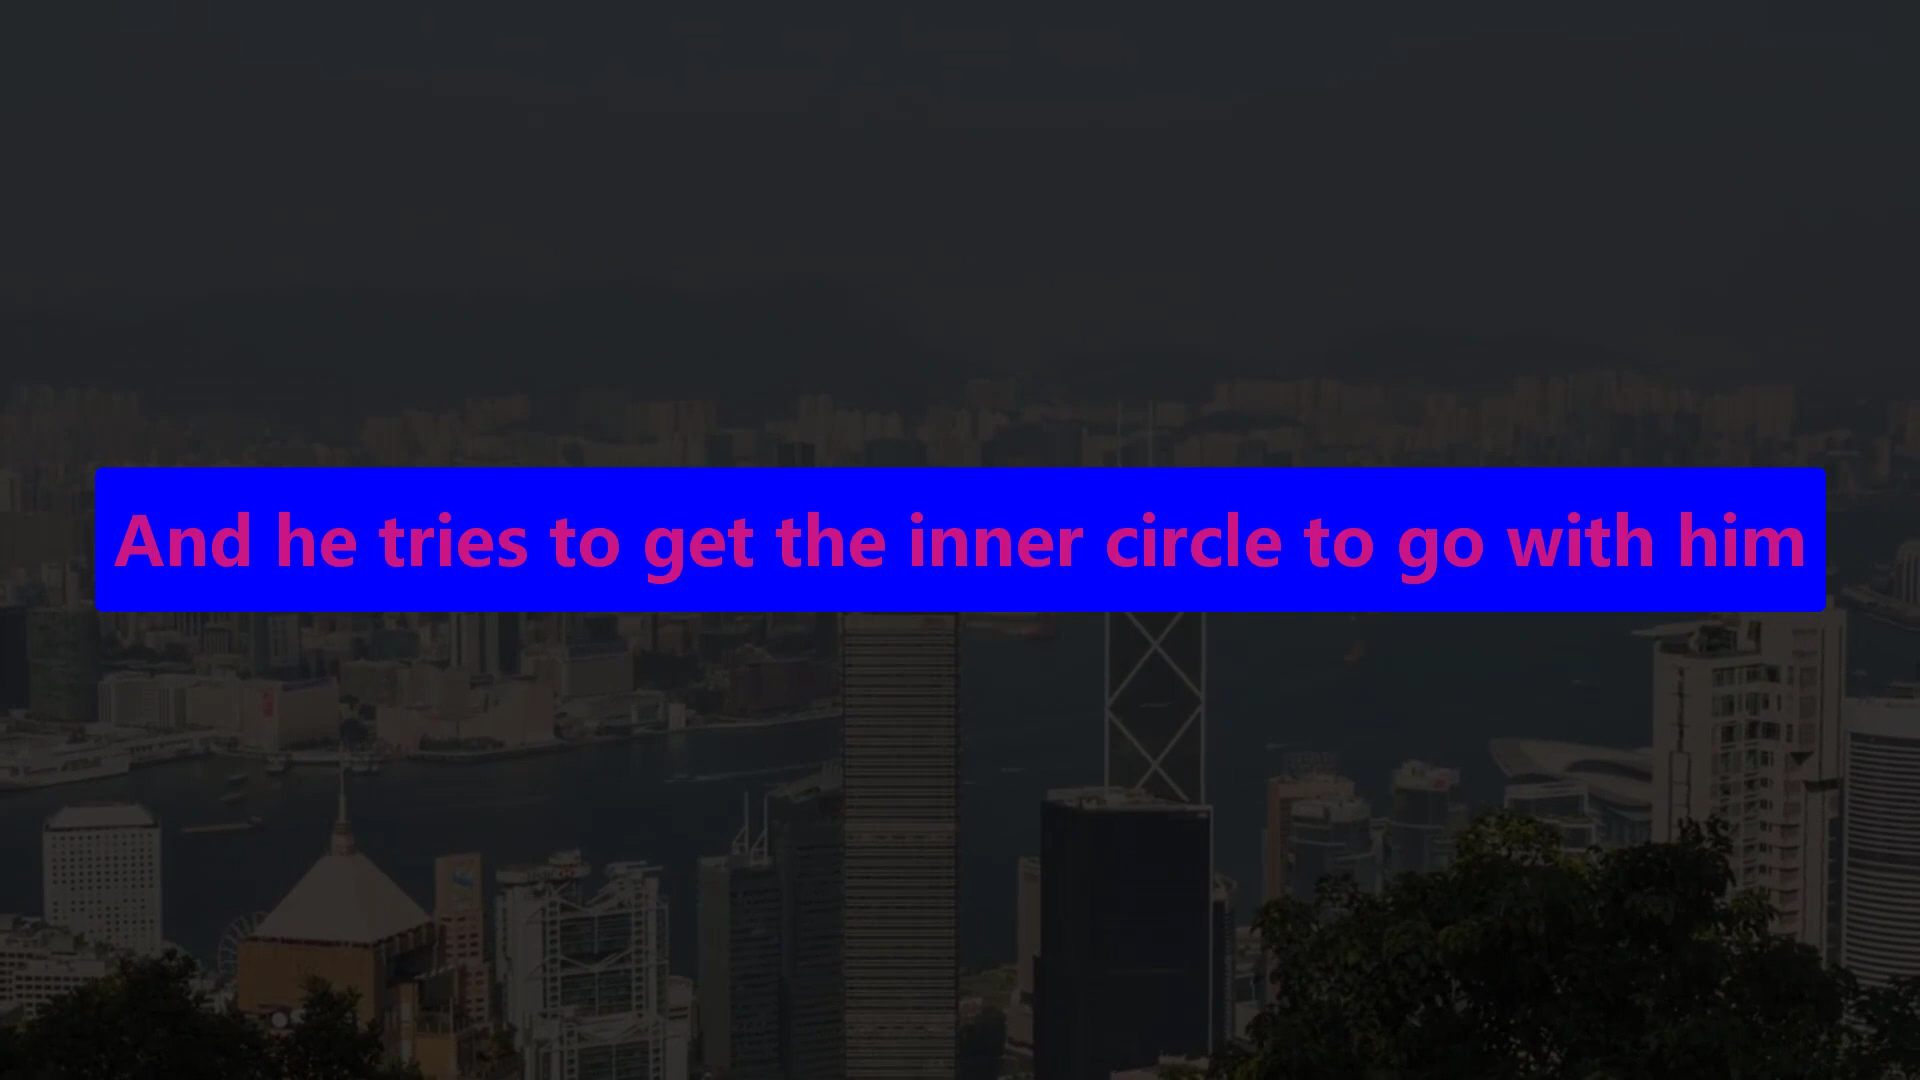 And he tries to get the inner circle to go with him